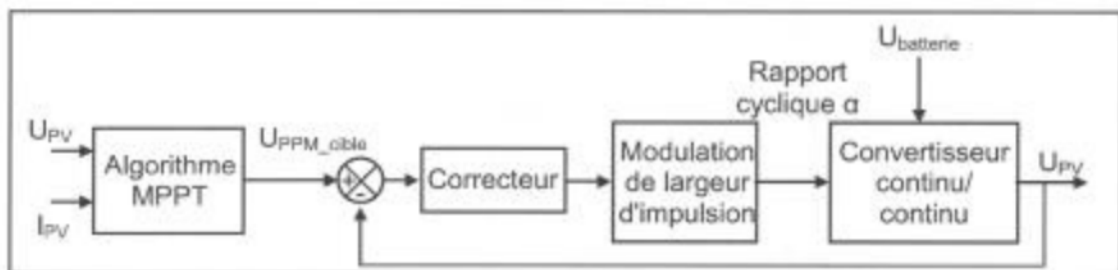 U_batterie
Rapport
cyclique α
U_PV
I_PV
Algorithme
MPPT
U_PPM_cible
+
-
Correcteur
Modulation
de largeur
d'impulsion
Convertisseur
continu/
continu
U_PV